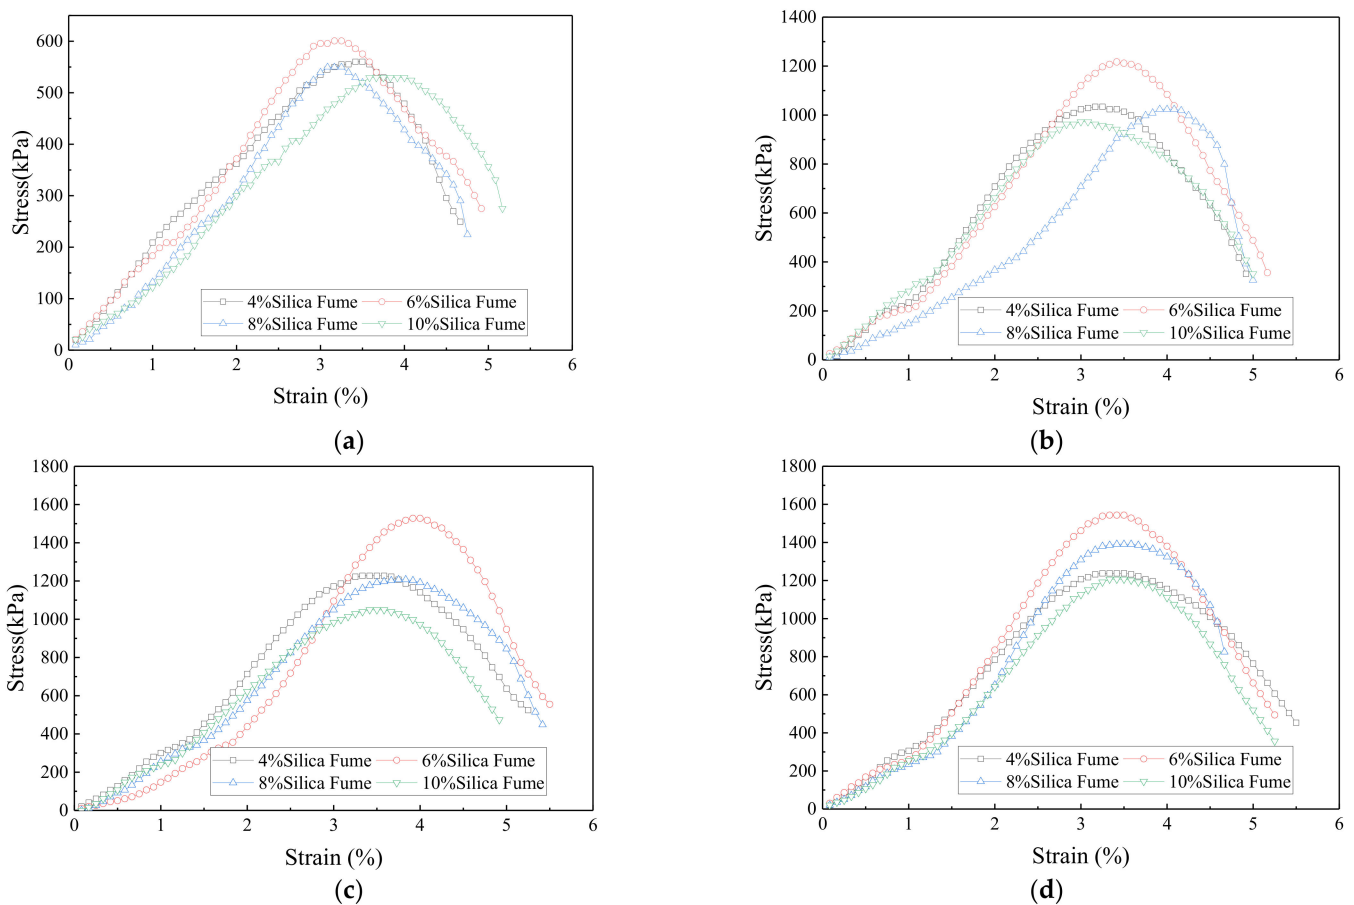 600
500
400
300
200
100
0
0 1 2 3 4 5 6
Stress(kPa)
Strain (%)
4%Silica Fume 6%Silica Fume
8%Silica Fume 10%Silica Fume
(a)
1400
1200
1000
800
600
400
200
0
0 1 2 3 4 5 6
Stress(kPa)
Strain (%)
4%Silica Fume 6%Silica Fume
8%Silica Fume 10%Silica Fume
(b)
1800
1600
1400
1200
1000
800
600
400
200
0
0 1 2 3 4 5 6
Stress(kPa)
Strain (%)
4%Silica Fume 6%Silica Fume
8%Silica Fume 10%Silica Fume
(c)
1800
1600
1400
1200
1000
800
600
400
200
0
0 1 2 3 4 5 6
Stress(kPa)
Strain (%)
4%Silica Fume 6%Silica Fume
8%Silica Fume 10%Silica Fume
(d)